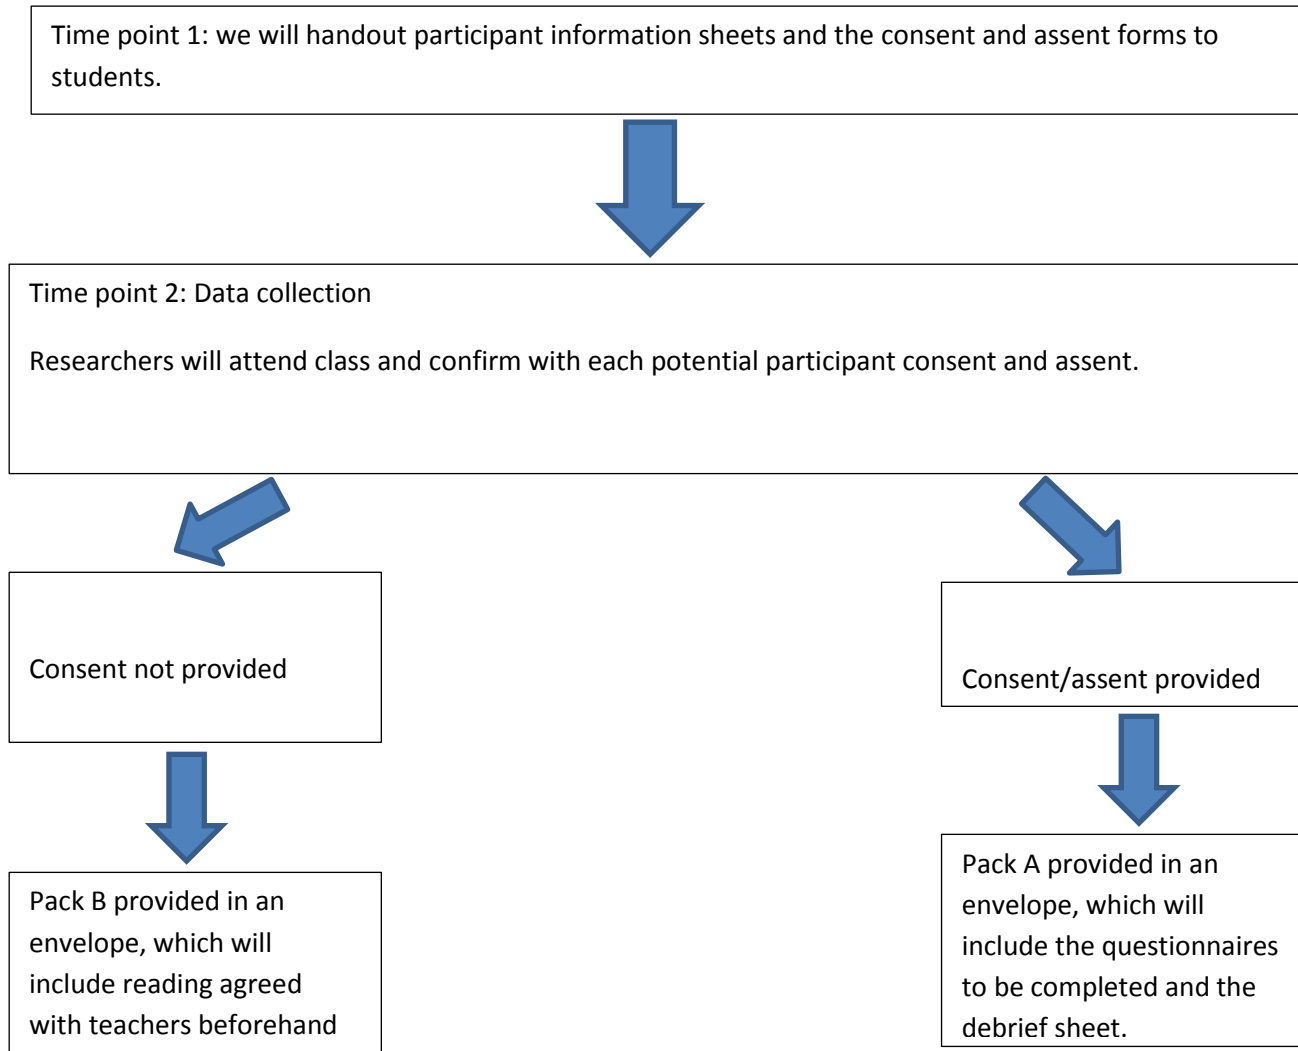 Time point 1: we will handout participant information sheets and the consent and assent forms to
students.
Time point 2: Data collection
Researchers will attend class and confirm with each potential participant consent and assent.
Consent not provided
Consent/assent provided
Pack B provided in an
envelope, which will
include reading agreed
with teachers beforehand
Pack A provided in an
envelope, which will
include the questionnaires
to be completed and the
debrief sheet.